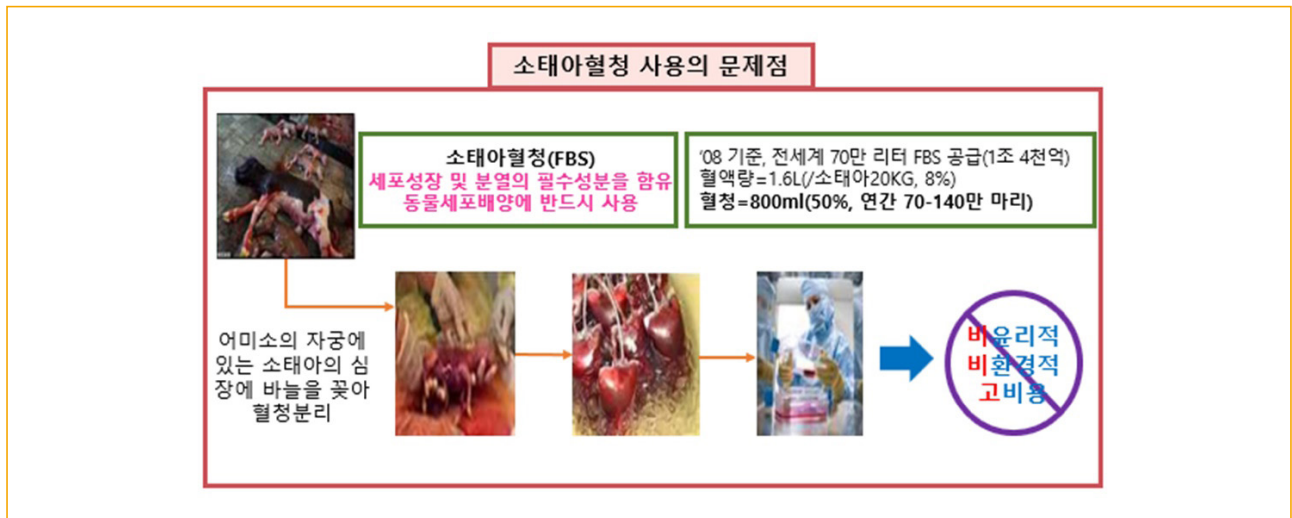 소태아혈청 사용의 문제점
소태아혈청(FBS)
세포성장 및 분열의 필수성분을 함유
동물세포배양에 반드시 사용
‘08 기준, 전세계 70만 리터 FBS 공급(1조 4천억)
혈액량=1.6L(/소태아20KG, 8%)
혈청=800ml(50%, 연간 70-140만 마리)
어미소의 자궁에
있는 소태아의 심
장에 바늘을 꽂아
혈청분리
비윤리적
비환경적
고비용